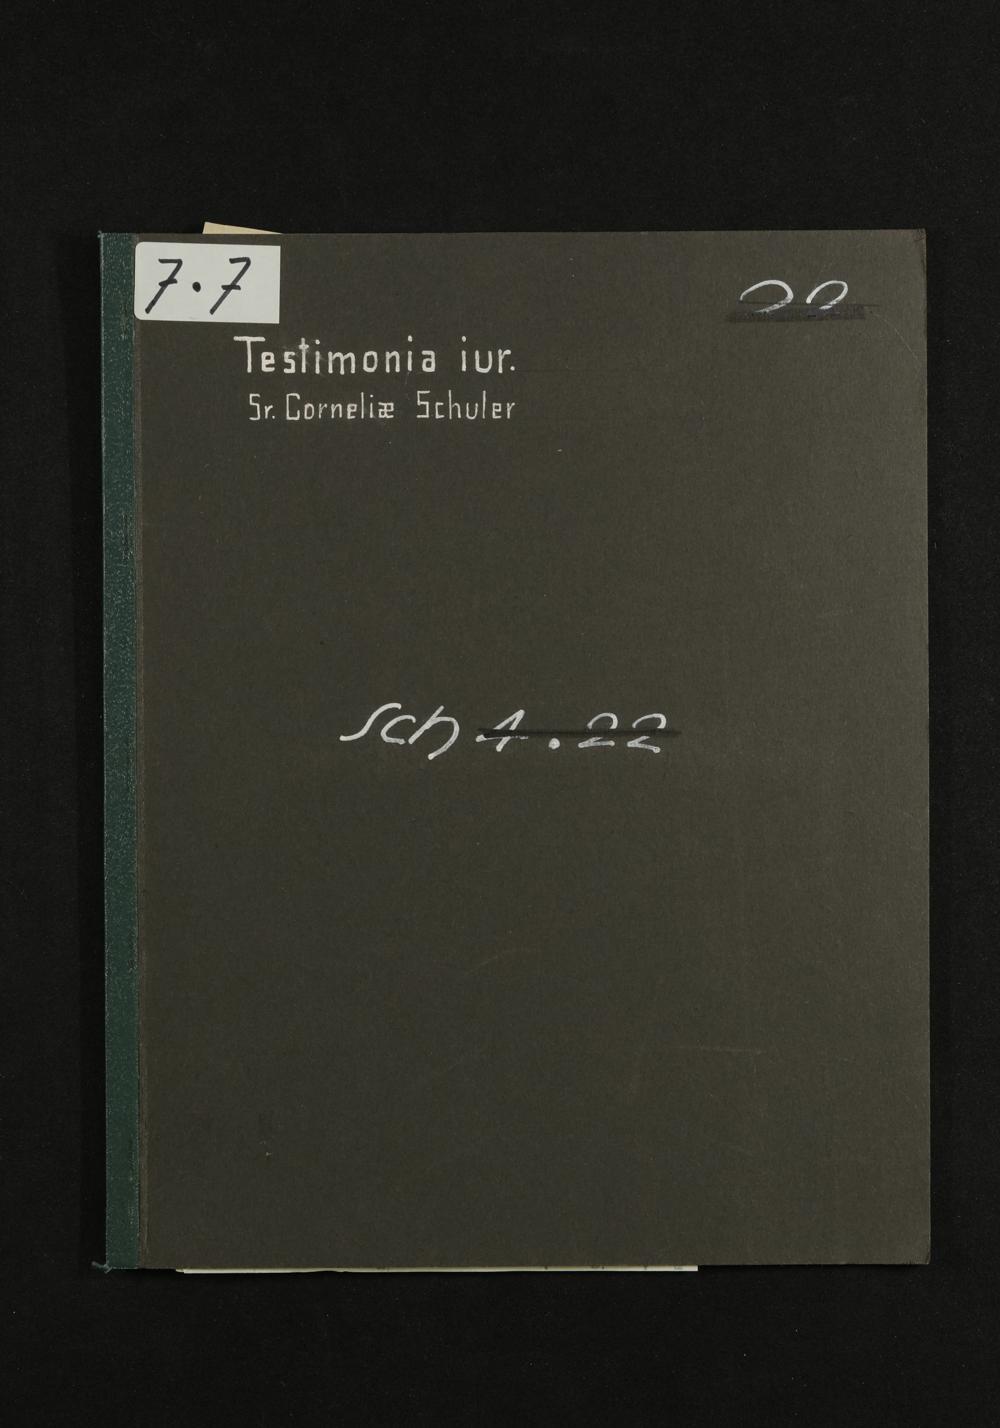 7.7
22
Testimonia iur.
Sr. Corneliæ Schuler
Sch 1.22